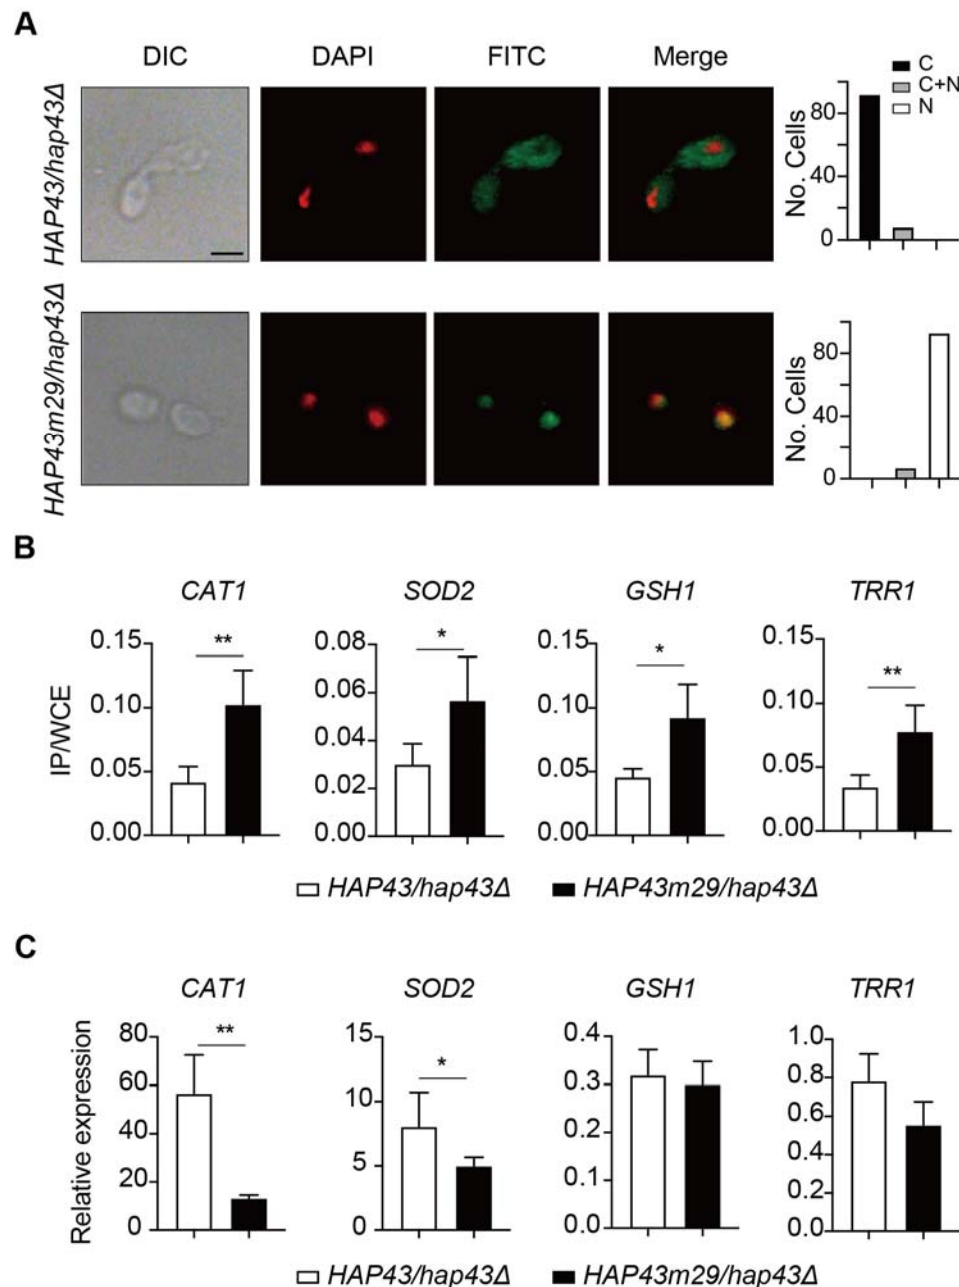 A
DIC DAPI FITC Merge
C
C+N
N
HAP43/hap43Δ
No. Cells
80
40
0
HAP43m29/hap43Δ
No. Cells
80
40
0
B
CAT1 SOD2 GSH1 TRR1
IP/WCE
0.15
0.10
0.05
0.00
**
0.08
0.06
0.04
0.02
0.00
*
0.15
0.10
0.05
0.00
*
0.15
0.10
0.05
0.00
**
HAP43/hap43Δ HAP43m29/hap43Δ
C
CAT1 SOD2 GSH1 TRR1
Relative expression
80
60
40
20
0
**
15
10
5
0
*
0.4
0.3
0.2
0.1
0.0
1.0
0.8
0.6
0.4
0.2
0.0
HAP43/hap43Δ HAP43m29/hap43Δ